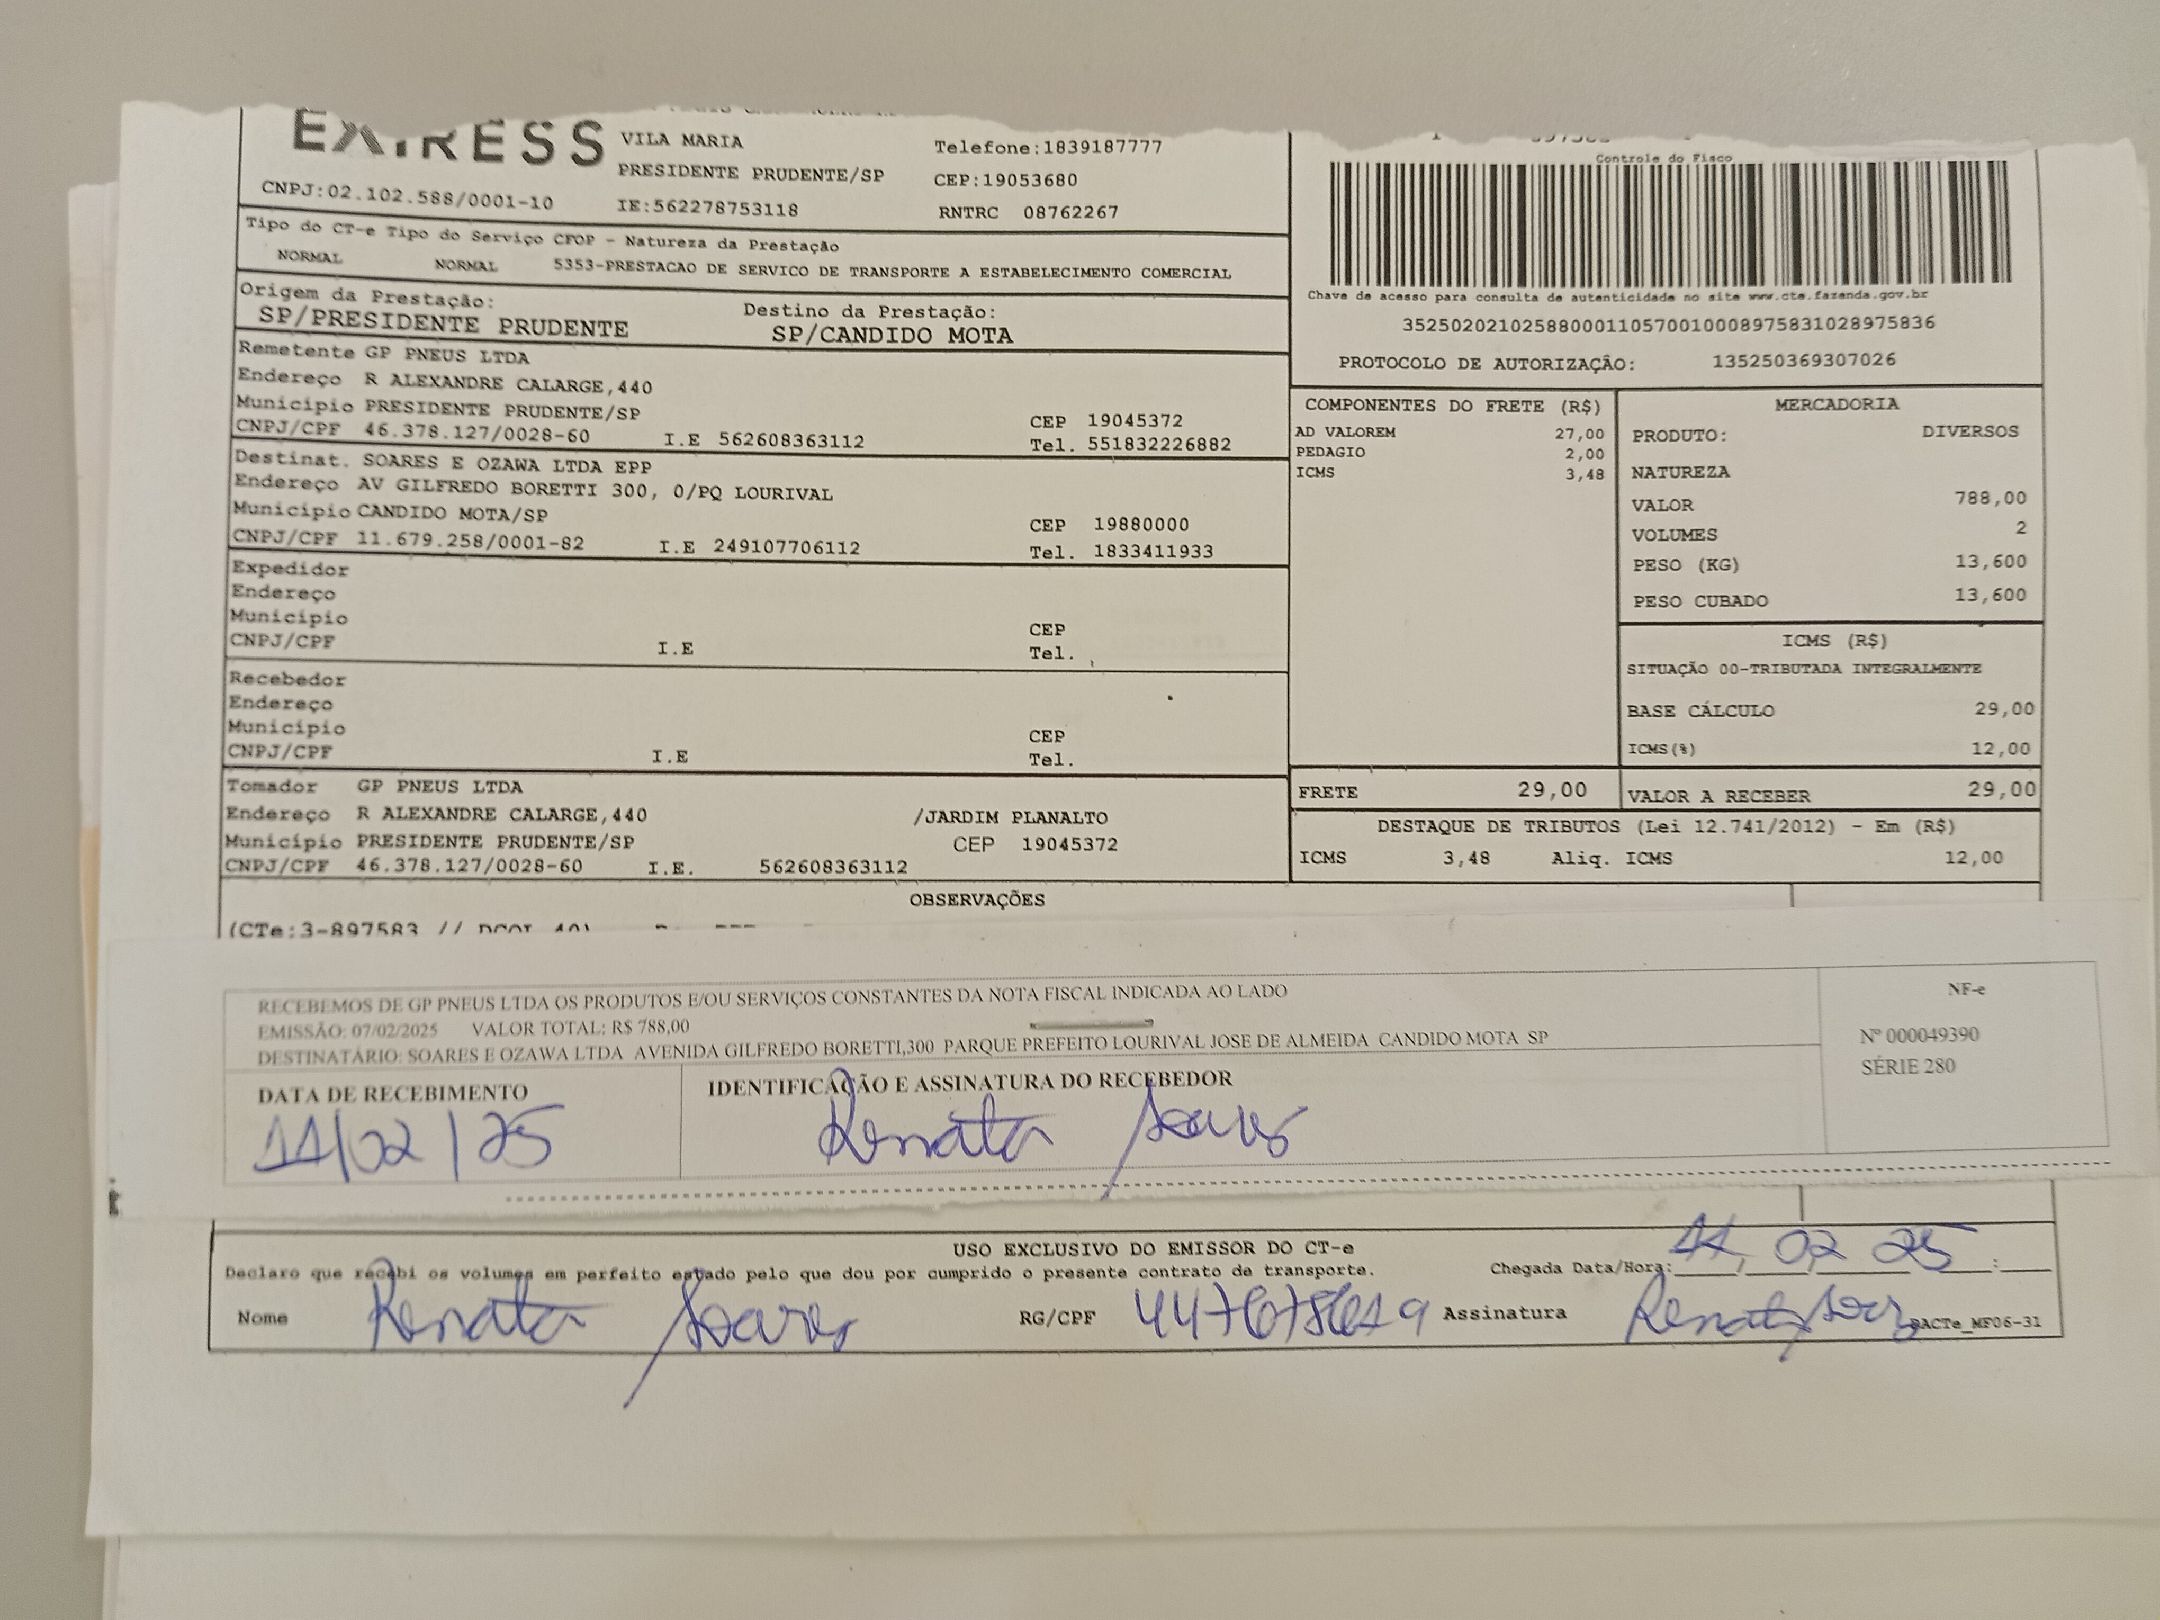 EXPRESS
VILA MARIA
Telefone:1839187777
PRESIDENTE PRUDENTE/SP
CEP:19053680
CNPJ:02.102.588/0001-10
IE:562278753118
RNTRC 08762267
Controle do Fisco
Tipo do CT-e Tipo do Serviço CFOP - Natureza da Prestação
NORMAL NORMAL 5353-PRESTACAO DE SERVICO DE TRANSPORTE A ESTABELECIMENTO COMERCIAL
Chave de acesso para consulta de autenticidade no site www.cte.fazenda.gov.br
35250202102588000110570010008975831028975836
PROTOCOLO DE AUTORIZAÇÃO: 135250369307026
Origem da Prestação:
SP/PRESIDENTE PRUDENTE
Destino da Prestação:
SP/CANDIDO MOTA
Remetente GP PNEUS LTDA
Endereço R ALEXANDRE CALARGE,440
Município PRESIDENTE PRUDENTE/SP CEP 19045372
CNPJ/CPF 46.378.127/0028-60 I.E 562608363112 Tel. 551832226882
Destinat. SOARES E OZAWA LTDA EPP
Endereço AV GILFREDO BORETTI 300, 0/PQ LOURIVAL
Município CANDIDO MOTA/SP CEP 19880000
CNPJ/CPF 11.679.258/0001-82 I.E 249107706112 Tel. 1833411933
Expedidor
Endereço
Município CEP
CNPJ/CPF I.E Tel.
Recebedor
Endereço
Município CEP
CNPJ/CPF I.E Tel.
Tomador GP PNEUS LTDA
Endereço R ALEXANDRE CALARGE,440 /JARDIM PLANALTO
Município PRESIDENTE PRUDENTE/SP CEP 19045372
CNPJ/CPF 46.378.127/0028-60 I.E. 562608363112
COMPONENTES DO FRETE (R$)
AD VALOREM 27,00
PEDAGIO 2,00
ICMS 3,48
MERCADORIA
PRODUTO: DIVERSOS
NATUREZA
VALOR 788,00
VOLUMES 2
PESO (KG) 13,600
PESO CUBADO 13,600
ICMS (R$)
SITUAÇÃO 00-TRIBUTADA INTEGRALMENTE
BASE CÁLCULO 29,00
ICMS(%) 12,00
FRETE 29,00 VALOR A RECEBER 29,00
DESTAQUE DE TRIBUTOS (Lei 12.741/2012) - Em (R$)
ICMS 3,48 Aliq. ICMS 12,00
OBSERVAÇÕES
(CTe:3-897583 //
RECEBEMOS DE GP PNEUS LTDA OS PRODUTOS E/OU SERVIÇOS CONSTANTES DA NOTA FISCAL INDICADA AO LADO
EMISSÃO: 07/02/2025 VALOR TOTAL: R$ 788,00
DESTINATÁRIO: SOARES E OZAWA LTDA AVENIDA GILFREDO BORETTI,300 PARQUE PREFEITO LOURIVAL JOSE DE ALMEIDA CANDIDO MOTA SP
NF-e
Nº 000049390
SÉRIE 280
DATA DE RECEBIMENTO
11/02/25
IDENTIFICAÇÃO E ASSINATURA DO RECEBEDOR
Renata Soares
USO EXCLUSIVO DO EMISSOR DO CT-e
Declaro que recebi os volumes em perfeito estado pelo que dou por cumprido o presente contrato de transporte.
Chegada Data/Hora: 11, 02 25 :
Nome Renata Soares RG/CPF Assinatura Renata Soares
DACTe_MF06-31